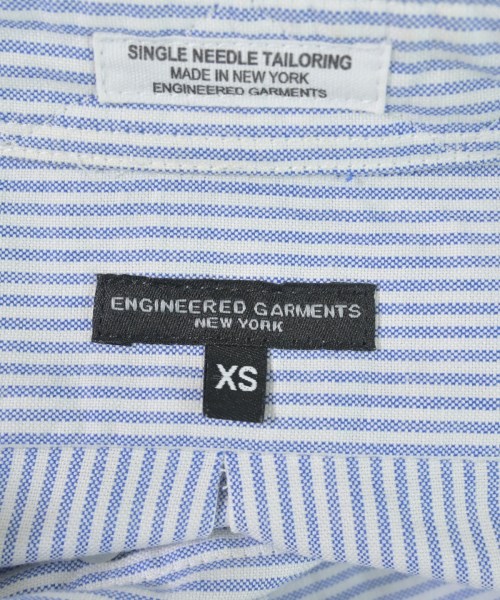 SINGLE NEEDLE TAILORING
MADE IN NEW YORK
ENGINEERED GARMENTS
ENGINEERED GARMENTS
NEW YORK
XS